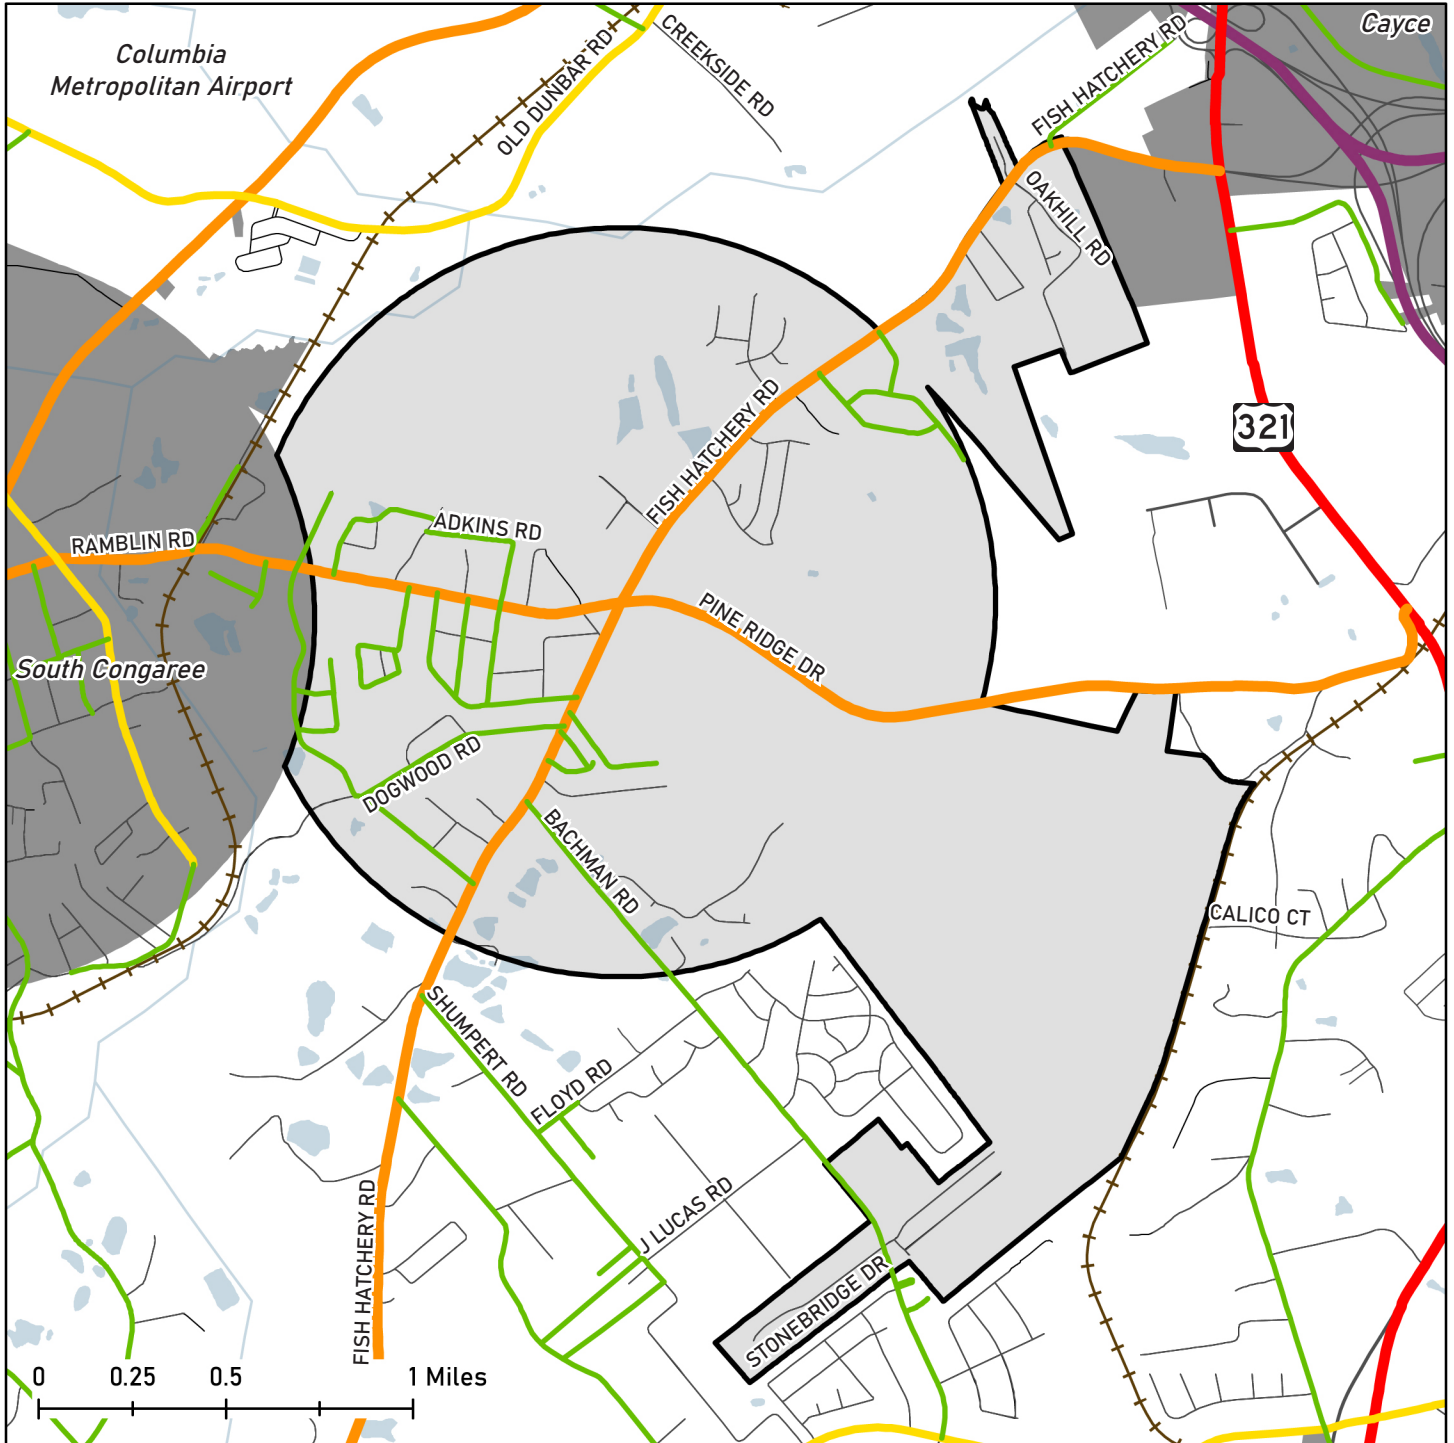 Columbia
Metropolitan Airport
OLD DUNBAR RD
CREEKSIDE RD
FISH HATCHERY RD
Cayce
OAKHILL RD
321
FISH HATCHERY RD
ADKINS RD
RAMBLIN RD
PINE RIDGE DR
South Congaree
DOGWOOD RD
BACHMAN RD
CALICO CT
SHUMPERT RD
FLOYD RD
J LUCAS RD
FISH HATCHERY RD
STONEBRIDGE DR
0 0.25 0.5 1 Miles